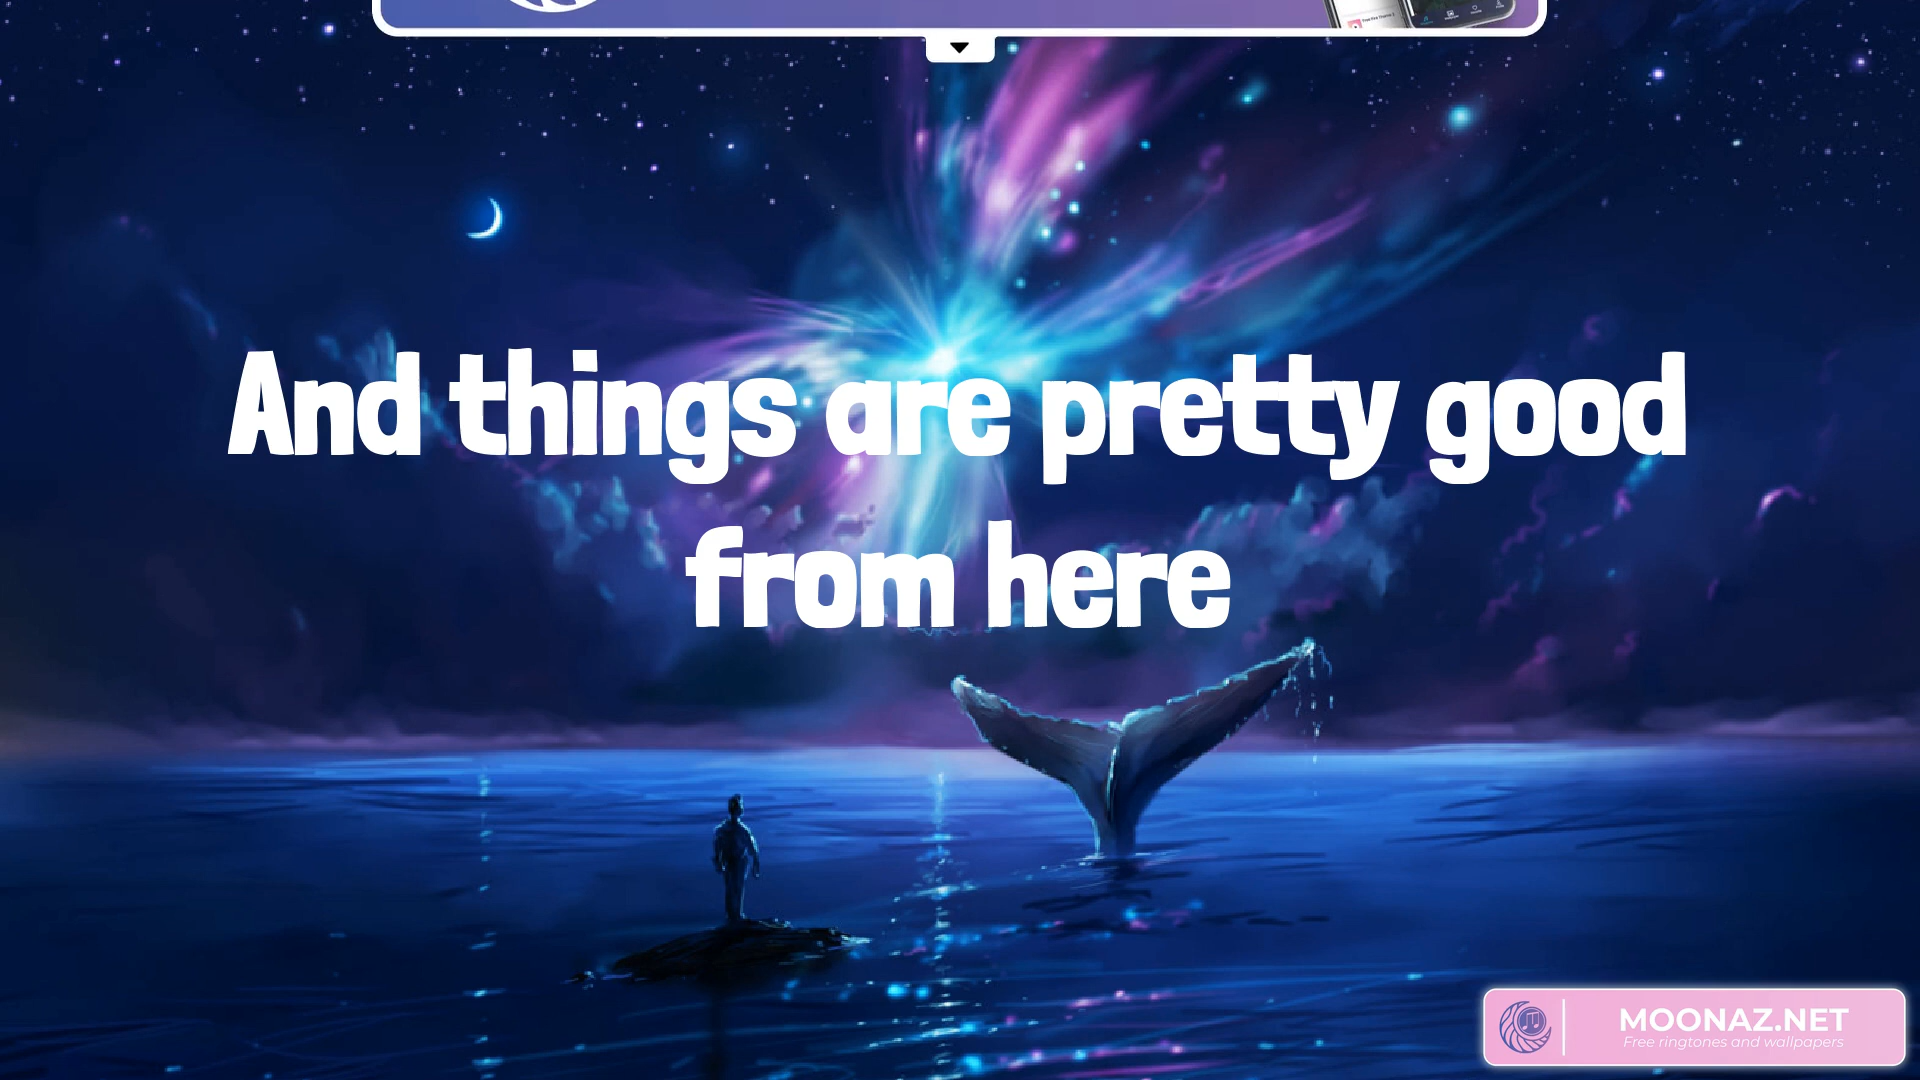 And things are pretty good
from here
MOONAZ.NET
Free ringtones and wallpapers